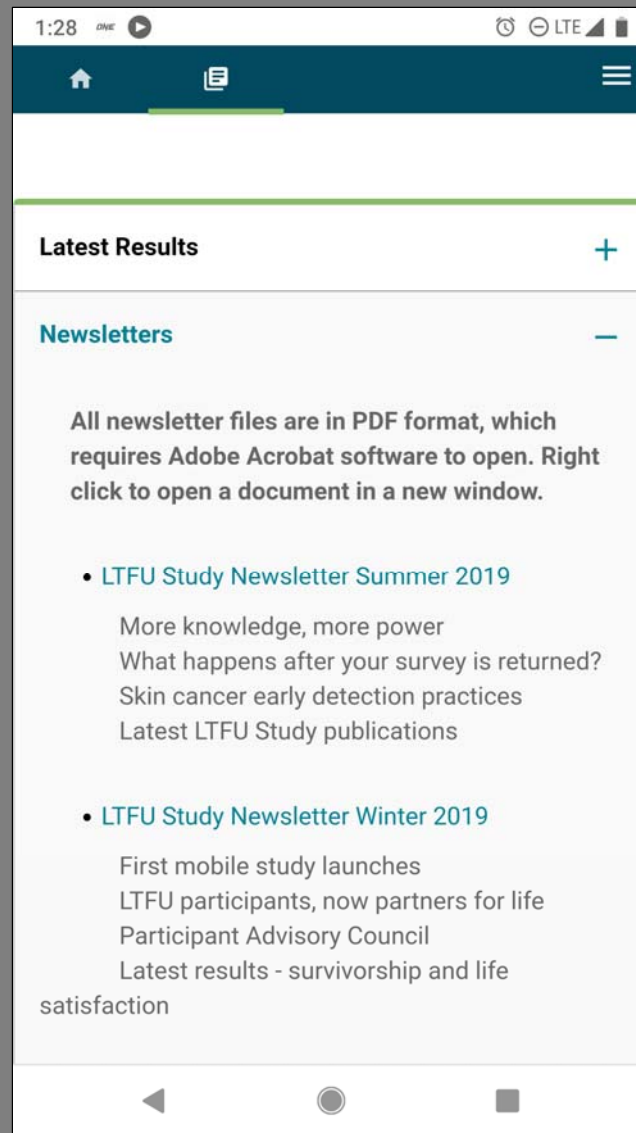 1:28 ONE LTE
Latest Results +
Newsletters −
All newsletter files are in PDF format, which
requires Adobe Acrobat software to open. Right
click to open a document in a new window.
• LTFU Study Newsletter Summer 2019
More knowledge, more power
What happens after your survey is returned?
Skin cancer early detection practices
Latest LTFU Study publications
• LTFU Study Newsletter Winter 2019
First mobile study launches
LTFU participants, now partners for life
Participant Advisory Council
Latest results - survivorship and life
satisfaction